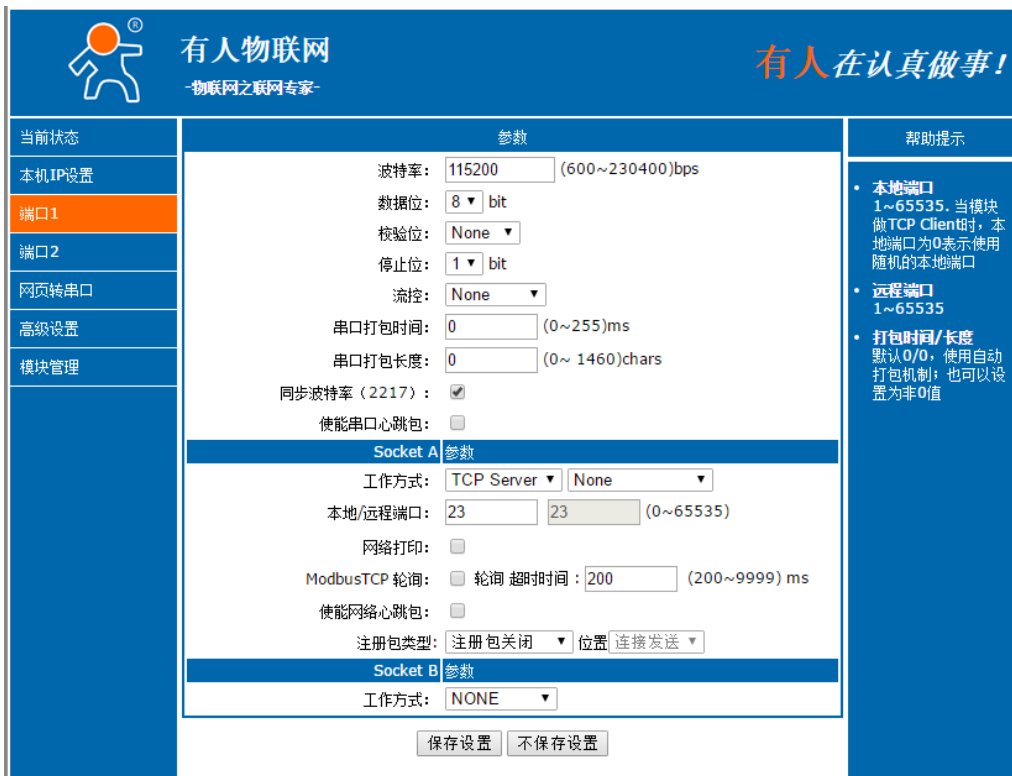 ®
有人物联网
-物联网之联网专家-
有人在认真做事!
当前状态
本机IP设置
端口1
端口2
网页转串口
高级设置
模块管理
参数
波特率: 115200 (600~230400)bps
数据位: 8 ▼ bit
校验位: None ▼
停止位: 1 ▼ bit
流控: None ▼
串口打包时间: 0 (0~255)ms
串口打包长度: 0 (0~ 1460)chars
同步波特率（2217）:
使能串口心跳包:
Socket A 参数
工作方式: TCP Server ▼ None ▼
本地/远程端口: 23 23 (0~65535)
网络打印:
ModbusTCP 轮询: 轮询 超时时间 : 200 (200~9999) ms
使能网络心跳包:
注册包类型: 注册包关闭 ▼ 位置 连接发送 ▼
Socket B 参数
工作方式: NONE ▼
保存设置 不保存设置
帮助提示
• 本地端口
1~65535. 当模块
做TCP Client时，本
地端口为0表示使用
随机的本地端口
• 远程端口
1~65535
• 打包时间/长度
默认0/0，使用自动
打包机制；也可以设
置为非0值